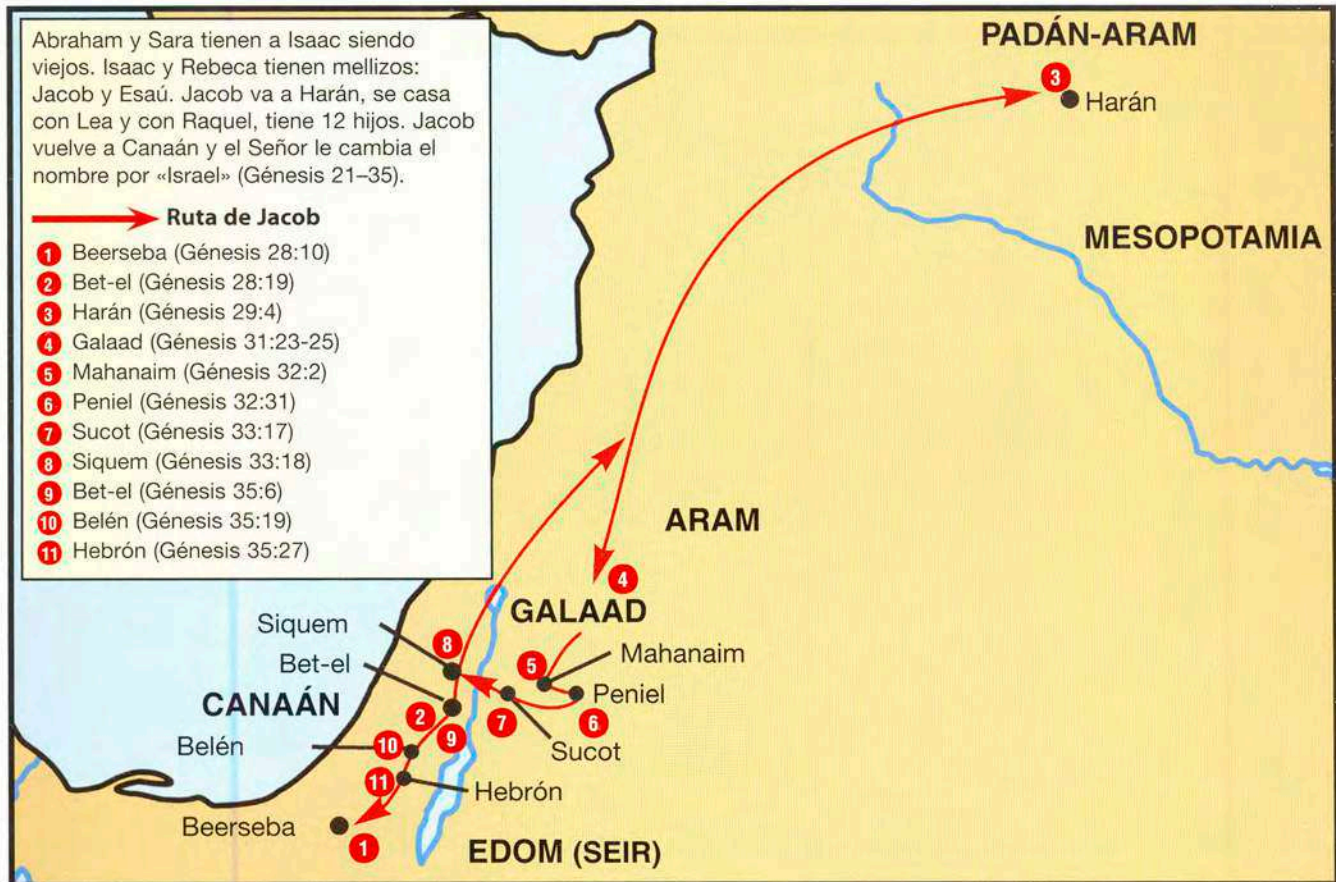 Abraham y Sara tienen a Isaac siendo
viejos. Isaac y Rebeca tienen mellizos:
Jacob y Esaú. Jacob va a Harán, se casa
con Lea y con Raquel, tiene 12 hijos. Jacob
vuelve a Canaán y el Señor le cambia el
nombre por «Israel» (Génesis 21–35).
Ruta de Jacob
1 Beerseba (Génesis 28:10)
2 Bet-el (Génesis 28:19)
3 Harán (Génesis 29:4)
4 Galaad (Génesis 31:23-25)
5 Mahanaim (Génesis 32:2)
6 Peniel (Génesis 32:31)
7 Sucot (Génesis 33:17)
8 Siquem (Génesis 33:18)
9 Bet-el (Génesis 35:6)
10 Belén (Génesis 35:19)
11 Hebrón (Génesis 35:27)
PADÁN-ARAM
3
Harán
MESOPOTAMIA
ARAM
4
GALAAD
Siquem
8
Mahanaim
5
Bet-el
Peniel
CANAÁN
2
9
7
6
Belén
10
Sucot
11
Hebrón
Beerseba
1
EDOM (SEIR)